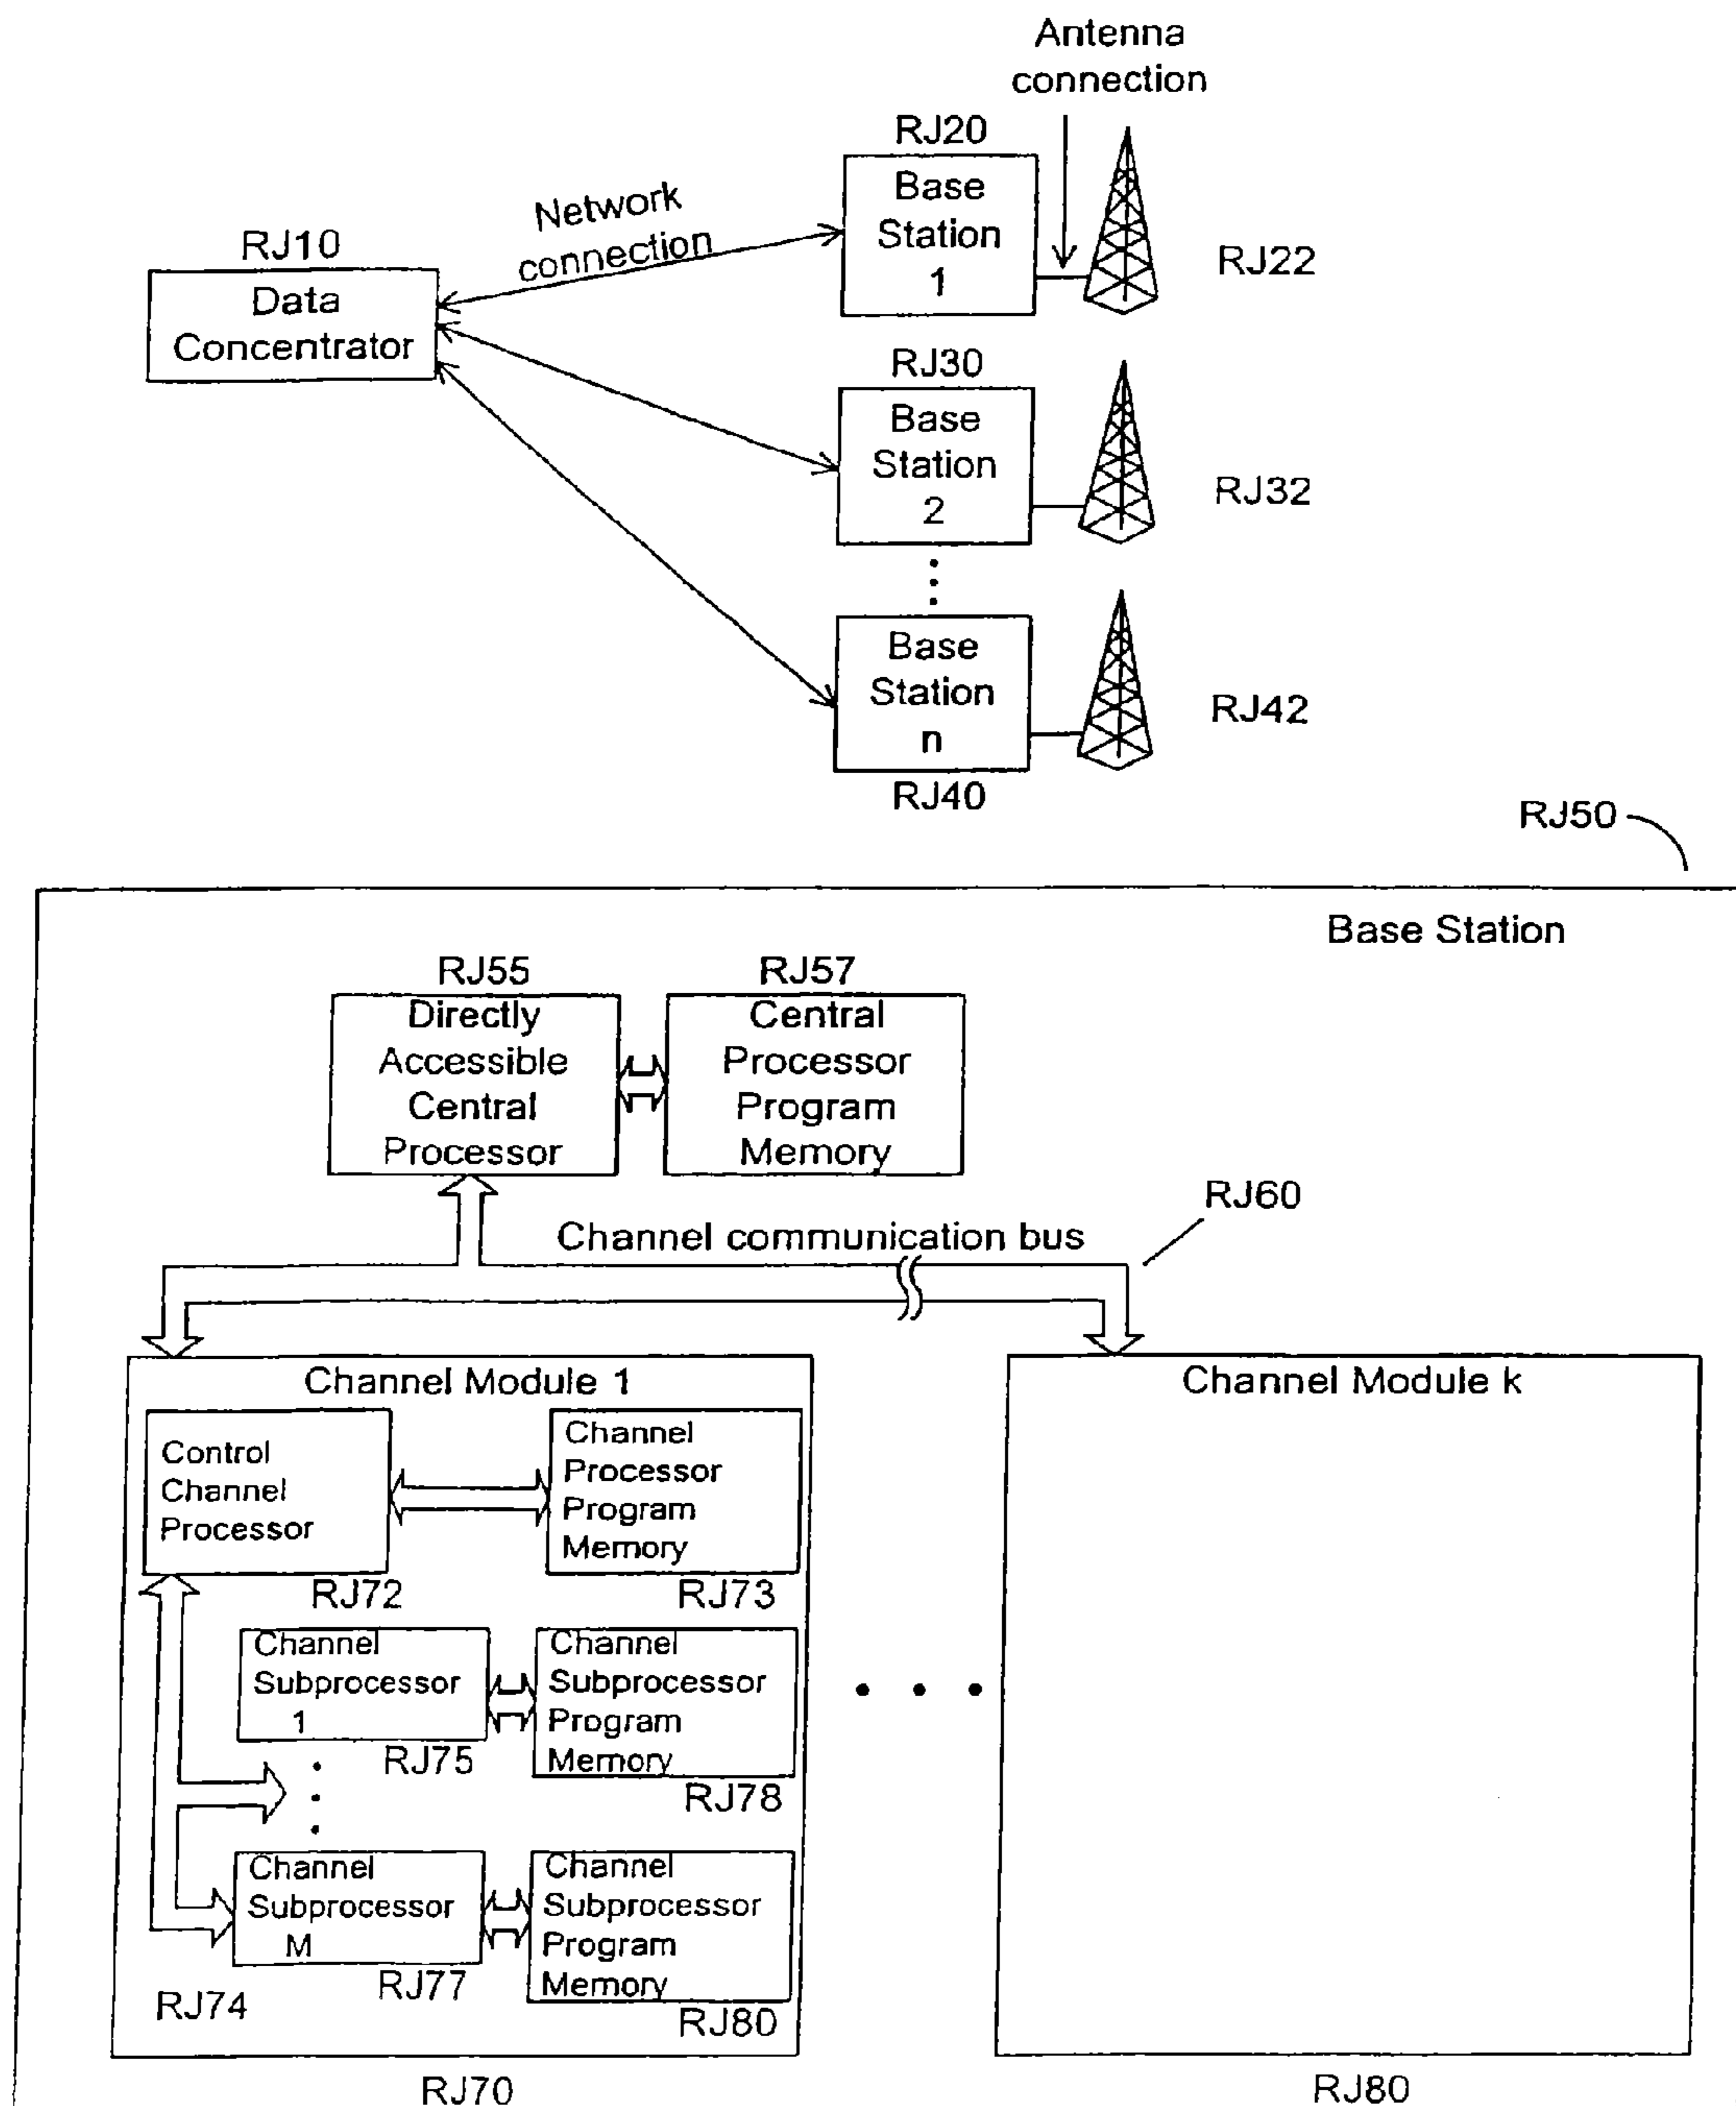 Antenna
connection
RJ20
Base
Station
1
Network
connection
RJ22
RJ10
Data
Concentrator
RJ30
Base
Station
2
RJ32
Base
Station
n
RJ42
RJ40
RJ50
Base Station
RJ55
Directly
Accessible
Central
Processor
RJ57
Central
Processor
Program
Memory
RJ60
Channel communication bus
Channel Module 1
Control
Channel
Processor
RJ72
Channel
Processor
Program
Memory
RJ73
Channel
Subprocessor
1
RJ75
Channel
Subprocessor
Program
Memory
RJ78
Channel
Subprocessor
M
RJ77
Channel
Subprocessor
Program
Memory
RJ80
RJ74
RJ70
Channel Module k
RJ80